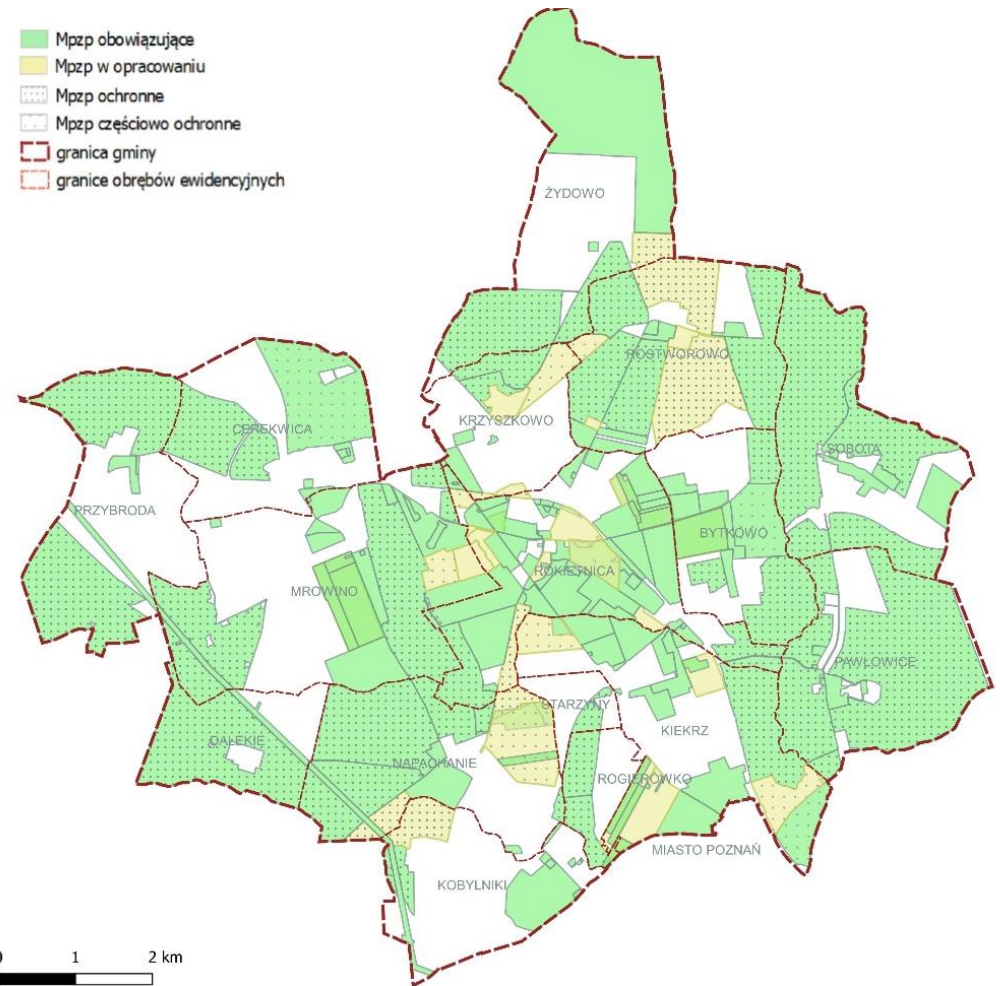 Mpzp obowiązujące
Mpzp w opracowaniu
Mpzp ochronne
Mpzp częściowo ochronne
granica gminy
granice obrębów ewidencyjnych
ŻYDOWO
ROSTWOROWO
KRZYSZKOWO
CEREKWICA
SOBOTA
PRZYBRODA
BYTKOWO
ROKIETNICA
MROWINO
PAWŁOWICE
STARZYNY
KIEKRZ
DALEKIE
NAPACHANIE
ROGIERÓWKO
MIASTO POZNAŃ
KOBYLNIKI
0 1 2 km